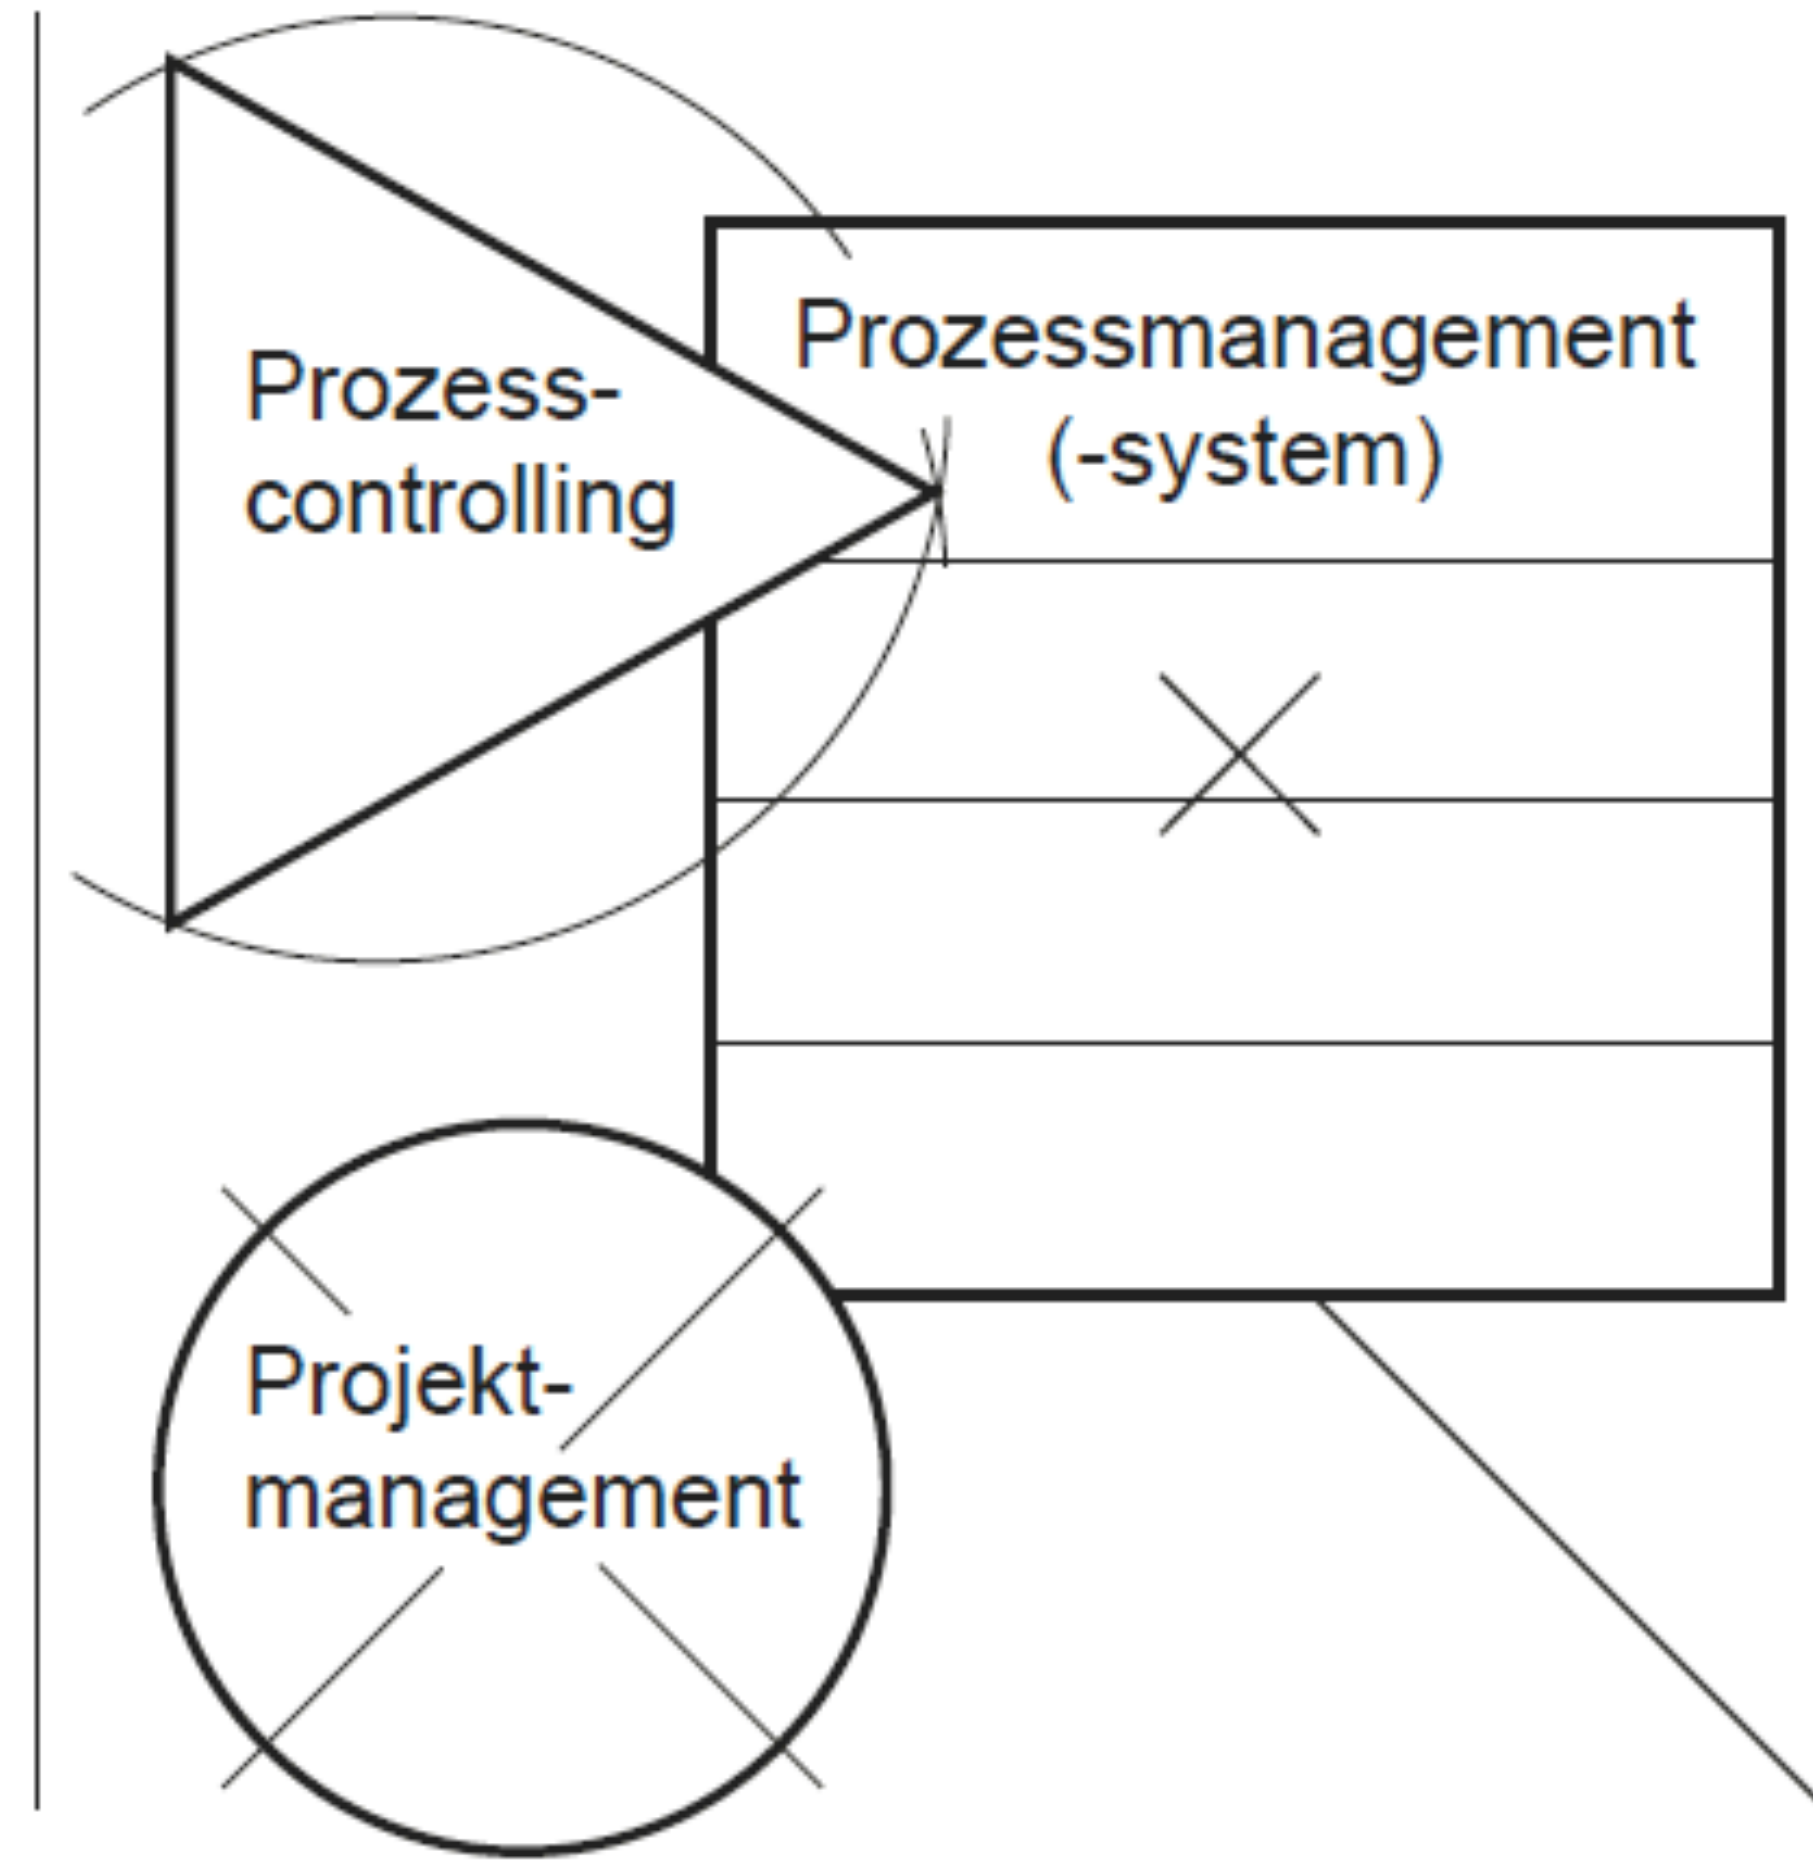 Prozess-
controlling
Prozessmanagement
(-system)
Projekt-
management